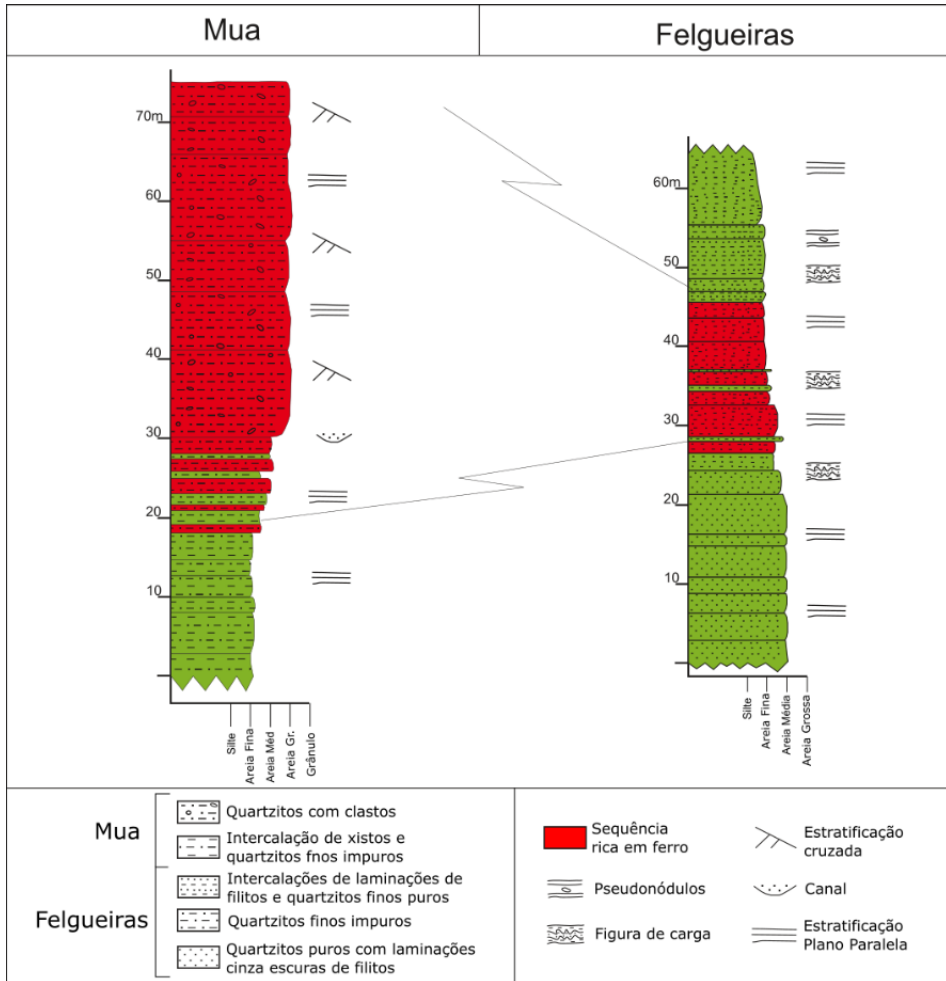 Mua
Felgueiras
70m
60
50
40
30
20
10
Silte
Areia Fina
Areia Méd
Areia Gr.
Grânulo
60m
50
40
30
20
10
Silte
Areia Fina
Areia Média
Areia Grossa
Mua
Quartzitos com clastos
Intercalação de xistos e
quartzitos fnos impuros
Felgueiras
Intercalações de laminações de
filitos e quartzitos finos puros
Quartzitos finos impuros
Quartzitos puros com laminações
cinza escuras de filitos
Sequência
rica em ferro
Pseudonódulos
Figura de carga
Estratificação
cruzada
Canal
Estratificação
Plano Paralela